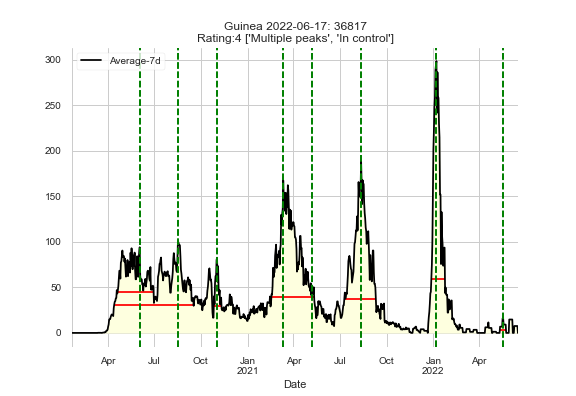 Guinea 2022-06-17: 36817
Rating:4 ['Multiple peaks', 'In control']
Average-7d
300
250
200
150
100
50
0
Apr Jul Oct Jan Apr Jul Oct Jan Apr
2021 2022
Date